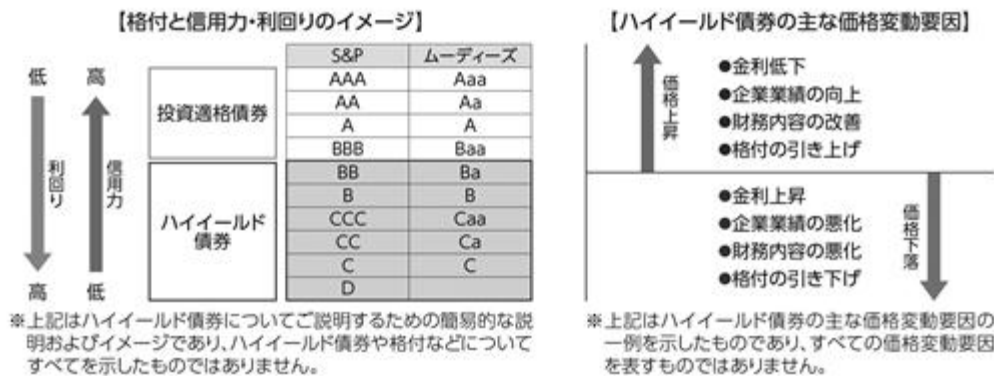 【格付と信用力・利回りのイメージ】
S&P ムーディーズ
低 高
利回り
信用力
高 低
投資適格債券
AAA Aaa
AA Aa
A A
BBB Baa
ハイイールド
債券
BB Ba
B B
CCC Caa
CC Ca
C C
D
※上記はハイイールド債券についてご説明するための簡易的な説
明およびイメージであり、ハイイールド債券や格付などについて
すべてを示したものではありません。
【ハイイールド債券の主な価格変動要因】
価格上昇
●金利低下
●企業業績の向上
●財務内容の改善
●格付の引き上げ
●金利上昇
●企業業績の悪化
●財務内容の悪化
●格付の引き下げ
価格下落
※上記はハイイールド債券の主な価格変動要因の
一例を示したものであり、すべての価格変動要因
を表すものではありません。